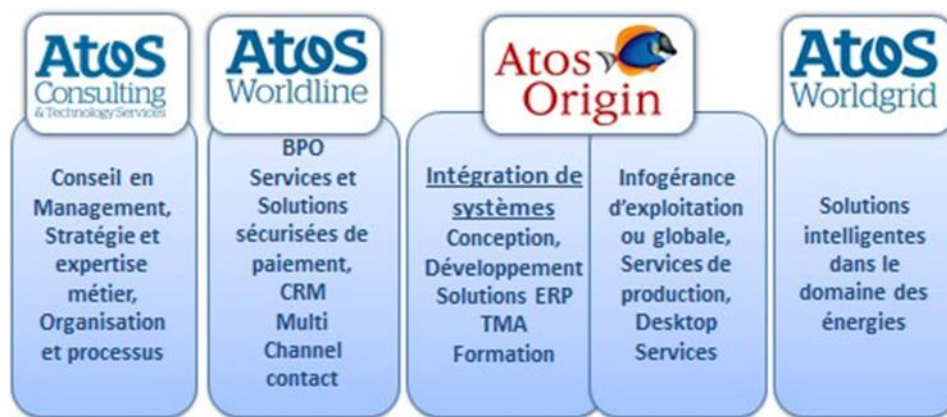 Atos
Consulting
& Technology Services
Conseil en
Management,
Stratégie et
expertise
métier,
Organisation
et processus
Atos
Worldline
BPO
Services et
Solutions
sécurisées de
paiement,
CRM
Multi
Channel
contact
Atos
Origin
Intégration de
systèmes
Conception,
Développement
Solutions ERP
TMA
Formation
Infogérance
d'exploitation
ou globale,
Services de
production,
Desktop
Services
Atos
Worldgrid
Solutions
intelligentes
dans le
domaine des
énergies